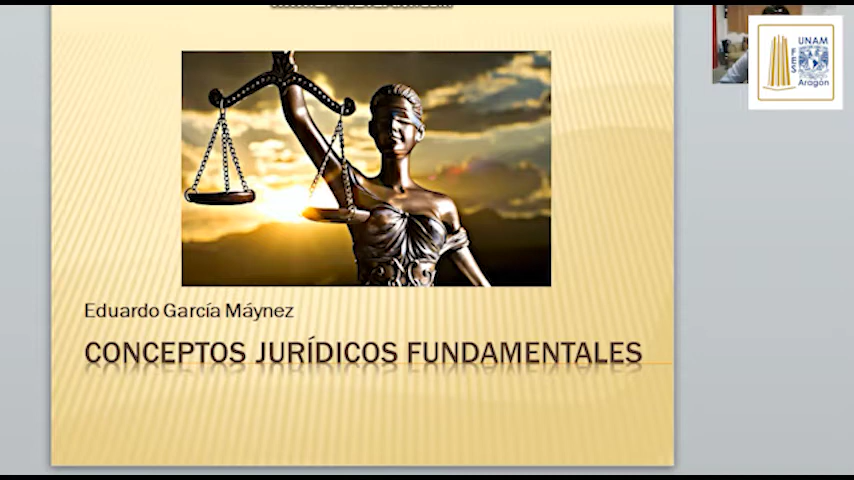 UNAM
FES
Aragón
Eduardo García Máynez
CONCEPTOS JURÍDICOS FUNDAMENTALES